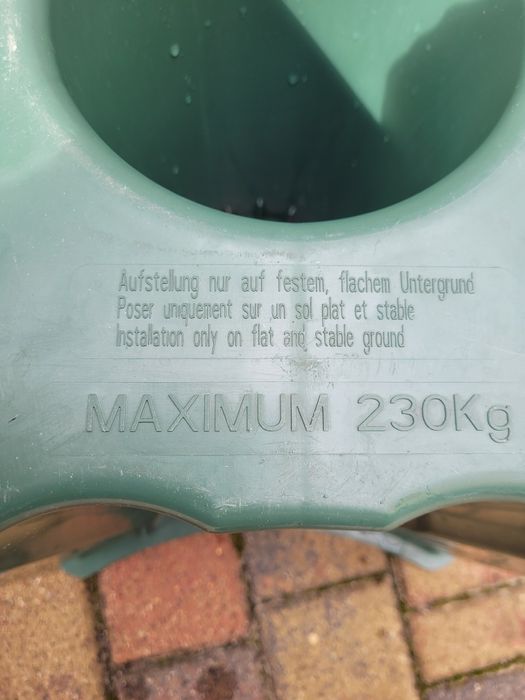 Aufstellung nur auf festem, flachem Untergrund
Poser uniquement sur un sol plat et stable
Installation only on flat and stable ground
MAXIMUM 230Kg